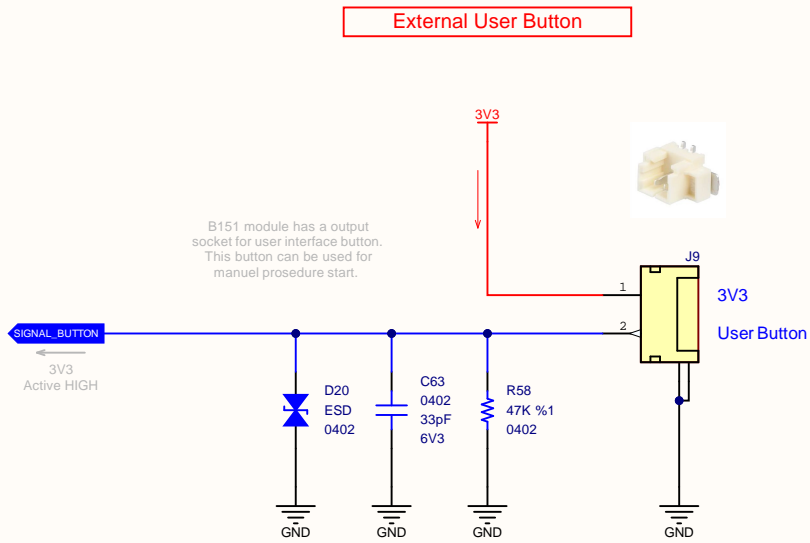 External User Button
3V3
B151 module has a output
socket for user interface button.
This button can be used for
manuel prosedure start.
J9
1
3V3
2
User Button
SIGNAL_BUTTON
3V3
Active HIGH
D20
ESD
0402
C63
0402
33pF
6V3
R58
47K %1
0402
GND
GND
GND
GND